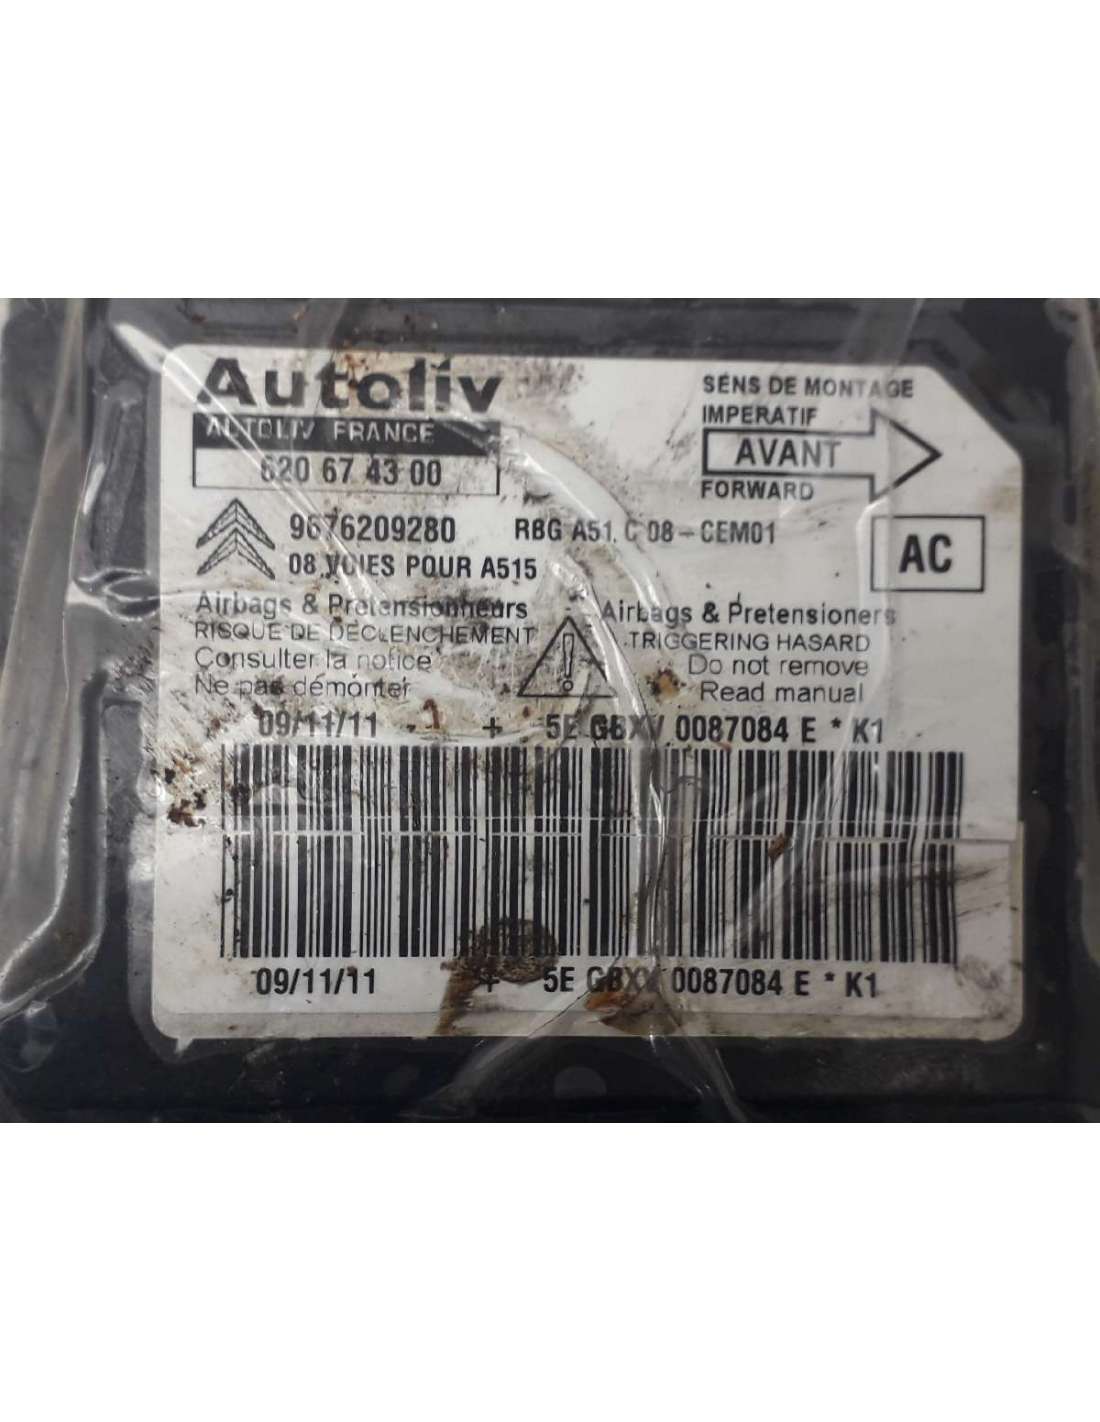 Autoliv
AUTOLIV FRANCE
620 67 43 00
SENS DE MONTAGE
IMPERATIF
AVANT
FORWARD
9676209280 RBG A51. C 08-CEM01
08 VOIES POUR A515
AC
Airbags & Pretensionneurs
RISQUE DE DECLENCHEMENT
Consulter la notice
Ne pas démonter
Airbags & Pretensioners
TRIGGERING HASARD
Do not remove
Read manual
09/11/11 - 1 + 5E GBXV 0087084 E * K1
09/11/11 + 5E GBXV 0087084 E * K1